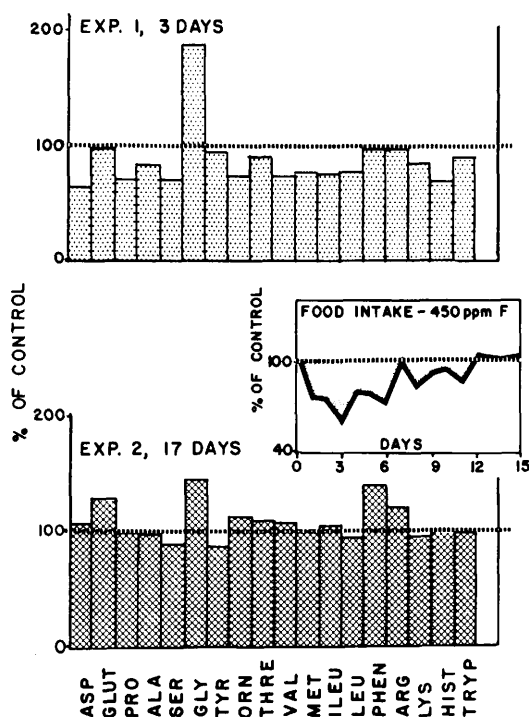 200
EXP. 1, 3 DAYS
100
0
% OF CONTROL
FOOD INTAKE - 450 ppm F
% OF CONTROL
100
40
DAYS
0 3 6 9 12 15
200
EXP. 2, 17 DAYS
100
0
ASP
GLUT
PRO
ALA
SER
GLY
TYR
ORN
THRE
VAL
MET
ILEU
LEU
PHEN
ARG
LYS
HIST
TRYP